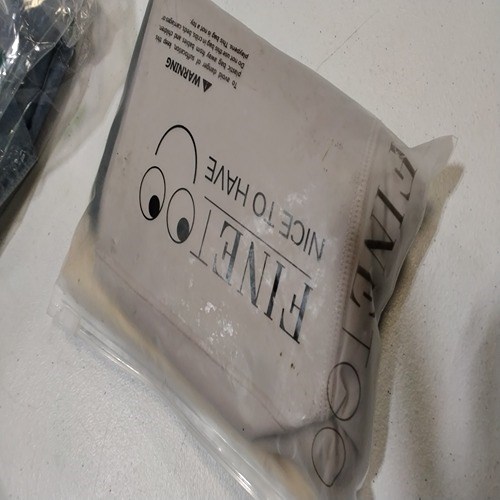 FINETOO
NICE TO HAVE
WARNING
To avoid danger of suffocation, keep this
plastic bag away from babies and children.
Do not use this bag in cribs, beds, carriages or
playpens. This bag is not a toy.
FINETOO